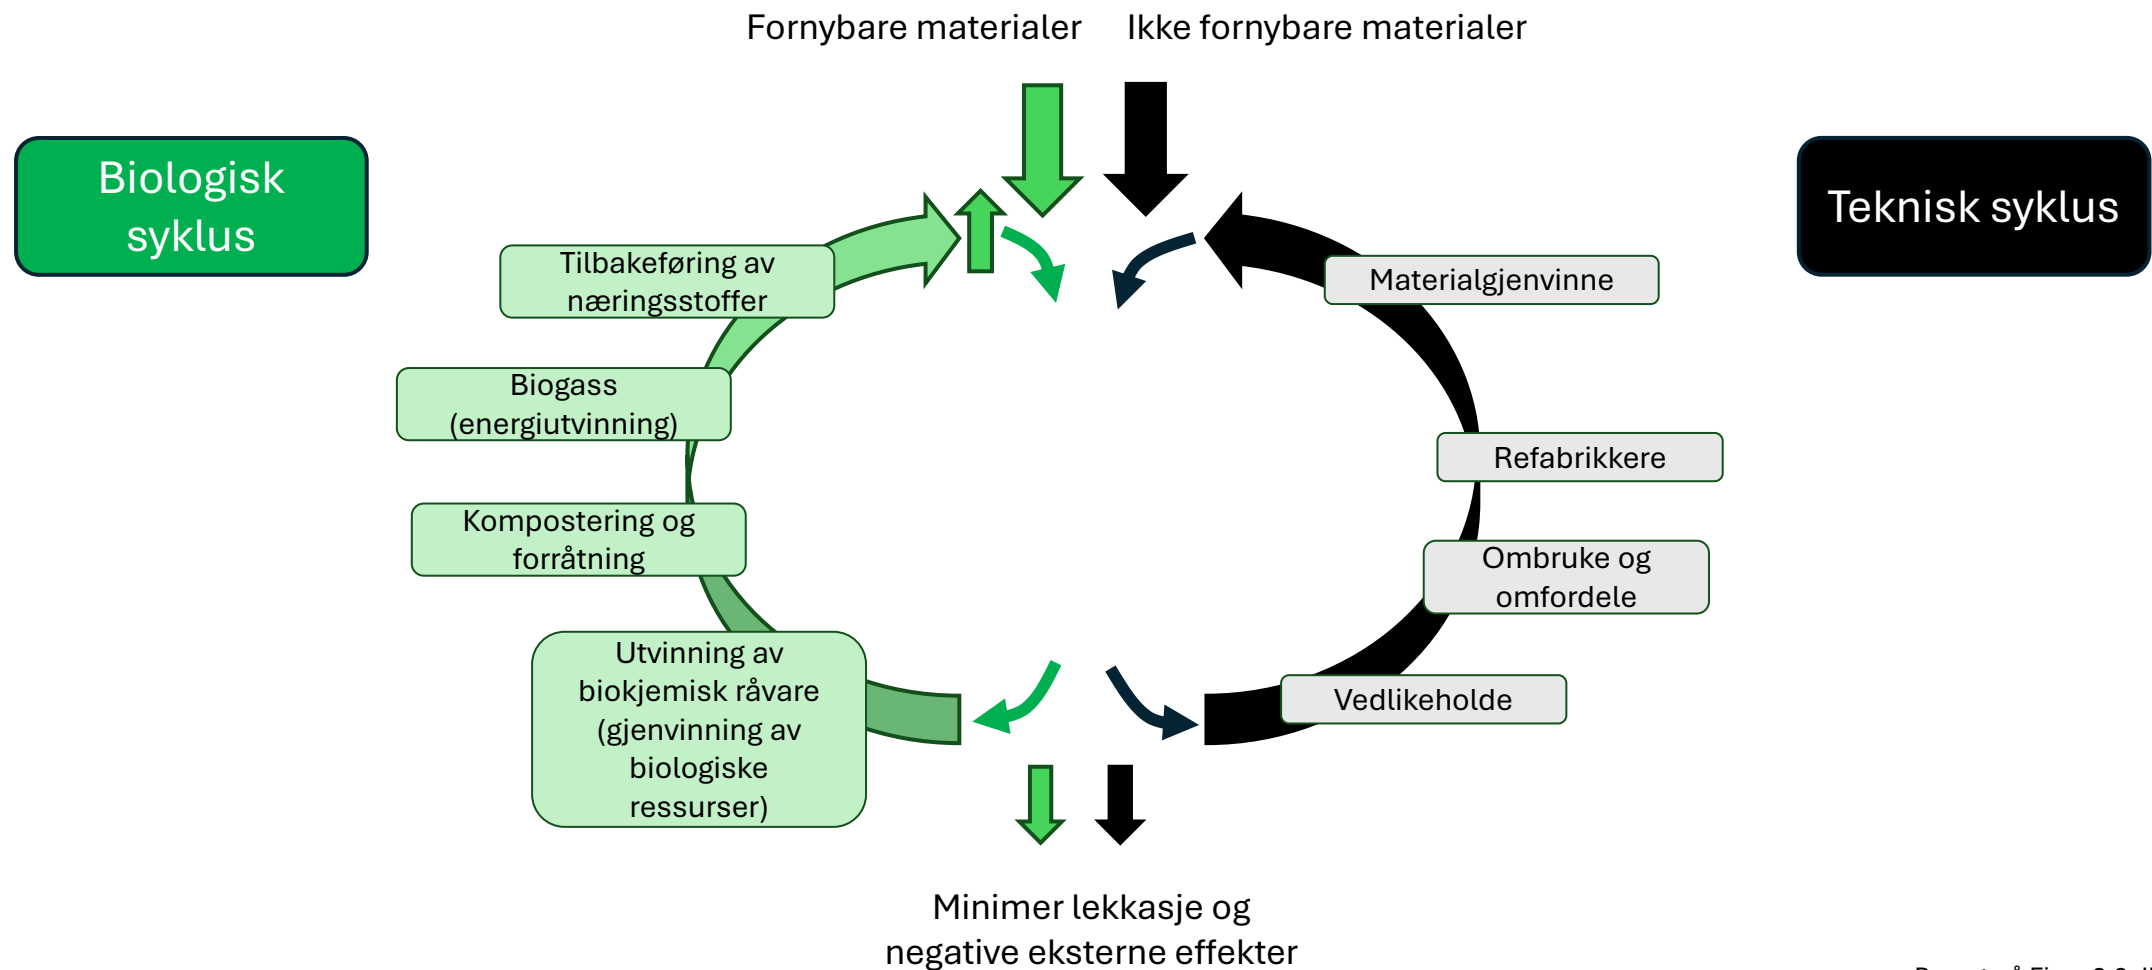 Fornybare materialer
Ikke fornybare materialer
Biologisk
syklus
Teknisk syklus
Tilbakeføring av
næringsstoffer
Materialgjenvinne
Biogass
(energiutvinning)
Refabrikkere
Kompostering og
forråtning
Ombruke og
omfordele
Utvinning av
biokjemisk råvare
(gjenvinning av
biologiske
ressurser)
Vedlikeholde
Minimer lekkasje og
negative eksterne effekter